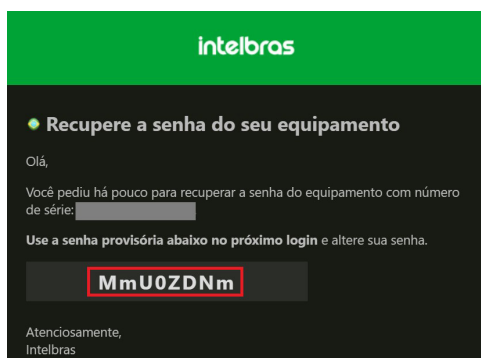 intelbras
Recupere a senha do seu equipamento
Olá,
Você pediu há pouco para recuperar a senha do equipamento com número
de série:
Use a senha provisória abaixo no próximo login e altere sua senha.
MmU0ZDNm
Atenciosamente,
Intelbras